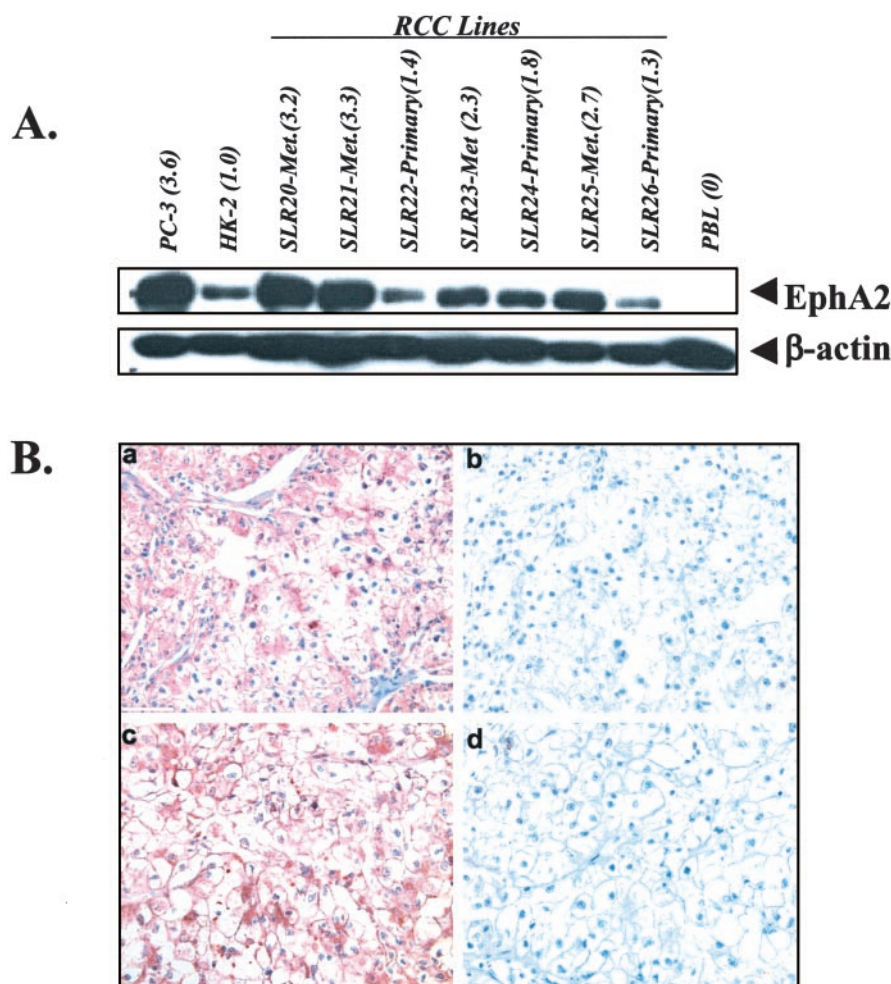 RCC Lines
A.
PC-3 (3.6)
HK-2 (1.0)
SLR20-Met.(3.2)
SLR21-Met.(3.3)
SLR22-Primary(1.4)
SLR23-Met (2.3)
SLR24-Primary(1.8)
SLR25-Met.(2.7)
SLR26-Primary(1.3)
PBL (0)
EphA2
β-actin
B.
a
b
c
d